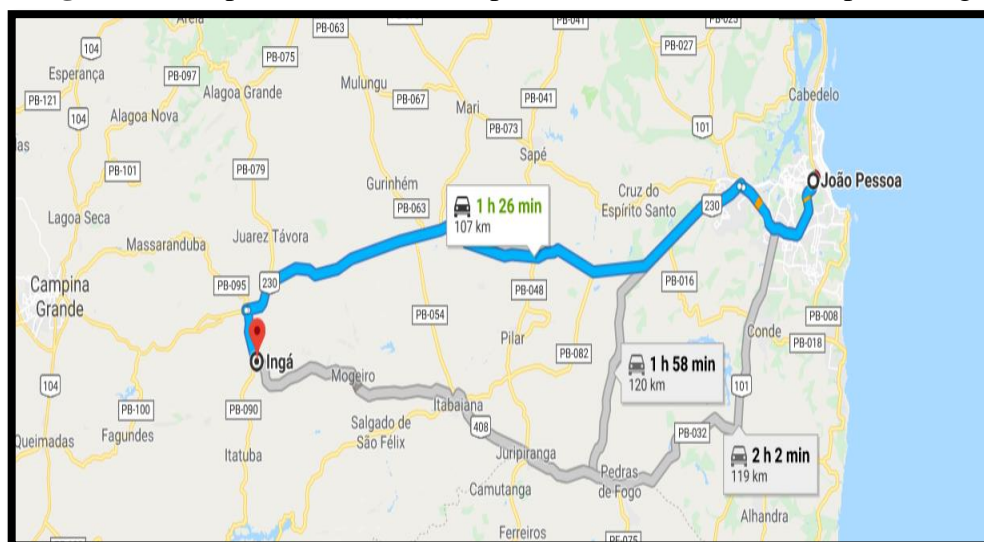 PB-063
PB-041
PB-023
Areia
104
Esperança
PB-075
PB-027
PB-097
Mulungu
Cabedelo
PB-121
Alagoa Grande
PB-067
PB-041
104
Alagoa Nova
Mari
101
PB-073
Sapé
PB-101
PB-079
João Pessoa
Gurinhém
Cruz do
Espírito Santo
PB-063
1 h 26 min
107 km
230
Lagoa Seca
Massaranduba
Juarez Távora
230
PB-095
PB-016
Campina
Grande
PB-048
PB-054
PB-008
Pilar
Conde
PB-018
Ingá
PB-082
1 h 58 min
120 km
Mogeiro
104
101
PB-100
PB-090
Itabaiana
Salgado de
São Félix
408
PB-032
Queimadas
Fagundes
Itatuba
Juripiranga
2 h 2 min
119 km
Pedras
de Fogo
Camutanga
Alhandra
Ferreiros
PE-075